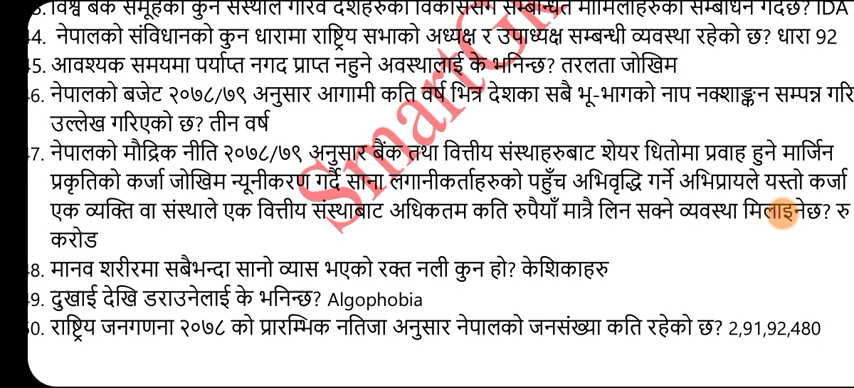 3. विश्व बैंक समूहको कुन संस्थाले गरिव देशहरुको विकाससँग सम्बन्धित मामिलाहरुको सम्बोधन गर्दछ? IDA
4. नेपालको संविधानको कुन धारामा राष्ट्रिय सभाको अध्यक्ष र उपाध्यक्ष सम्बन्धी व्यवस्था रहेको छ? धारा 92
5. आवश्यक समयमा पर्याप्त नगद प्राप्त नहुने अवस्थालाई के भनिन्छ? तरलता जोखिम
6. नेपालको बजेट २०७८/७९ अनुसार आगामी कति वर्ष भित्र देशका सबै भू-भागको नाप नक्शाङ्कन सम्पन्न गरि
उल्लेख गरिएको छ? तीन वर्ष
7. नेपालको मौद्रिक नीति २०७८/७९ अनुसार बैंक तथा वित्तीय संस्थाहरुबाट शेयर धितोमा प्रवाह हुने मार्जिन
प्रकृतिको कर्जा जोखिम न्यूनीकरण गर्दै साना लगानीकर्ताहरुको पहुँच अभिवृद्धि गर्ने अभिप्रायले यस्तो कर्जा
एक व्यक्ति वा संस्थाले एक वित्तीय संस्थाबाट अधिकतम कति रुपैयाँ मात्रै लिन सक्ने व्यवस्था मिलाइनेछ? रु
करोड
8. मानव शरीरमा सबैभन्दा सानो व्यास भएको रक्त नली कुन हो? केशिकाहरु
9. दुखाई देखि डराउनेलाई के भनिन्छ? Algophobia
0. राष्ट्रिय जनगणना २०७८ को प्रारम्भिक नतिजा अनुसार नेपालको जनसंख्या कति रहेको छ? 2,91,92,480
SmartGK